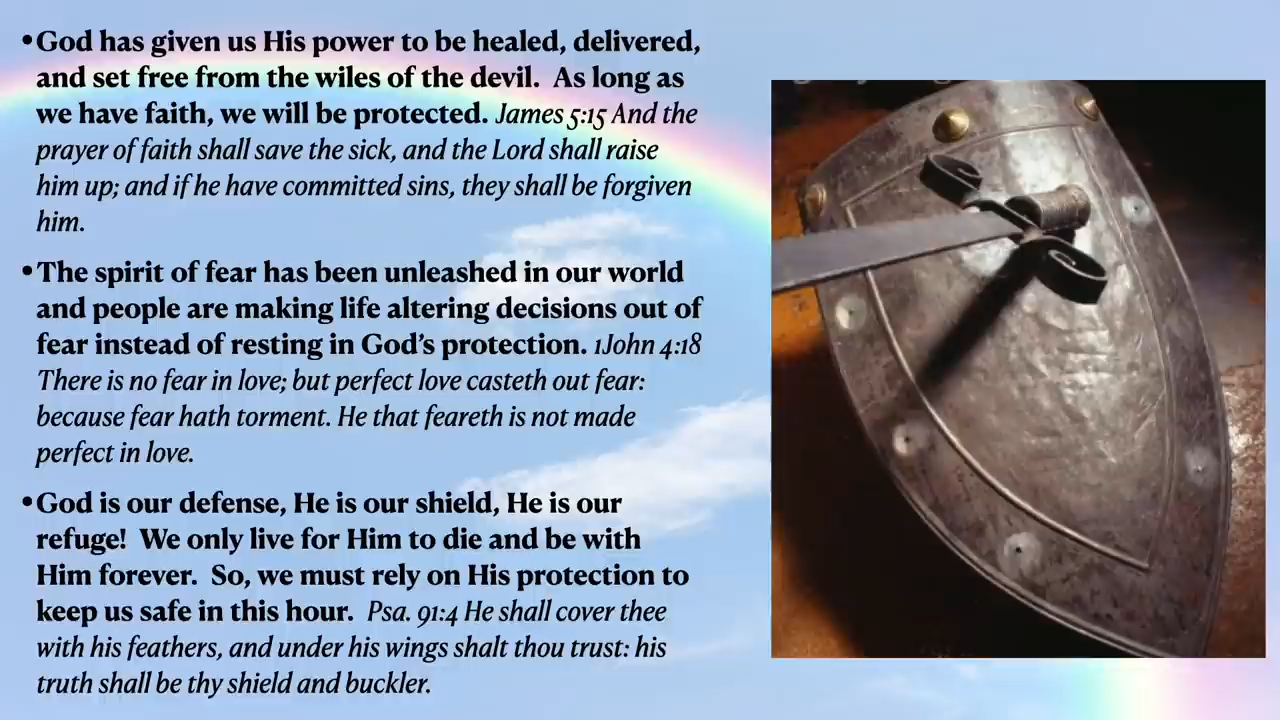 •God has given us His power to be healed, delivered,
and set free from the wiles of the devil.  As long as
we have faith, we will be protected. James 5:15 And the
prayer of faith shall save the sick, and the Lord shall raise
him up; and if he have committed sins, they shall be forgiven
him.
•The spirit of fear has been unleashed in our world
and people are making life altering decisions out of
fear instead of resting in God’s protection. 1John 4:18
There is no fear in love; but perfect love casteth out fear:
because fear hath torment. He that feareth is not made
perfect in love.
•God is our defense, He is our shield, He is our
refuge!  We only live for Him to die and be with
Him forever.  So, we must rely on His protection to
keep us safe in this hour.  Psa. 91:4 He shall cover thee
with his feathers, and under his wings shalt thou trust: his
truth shall be thy shield and buckler.